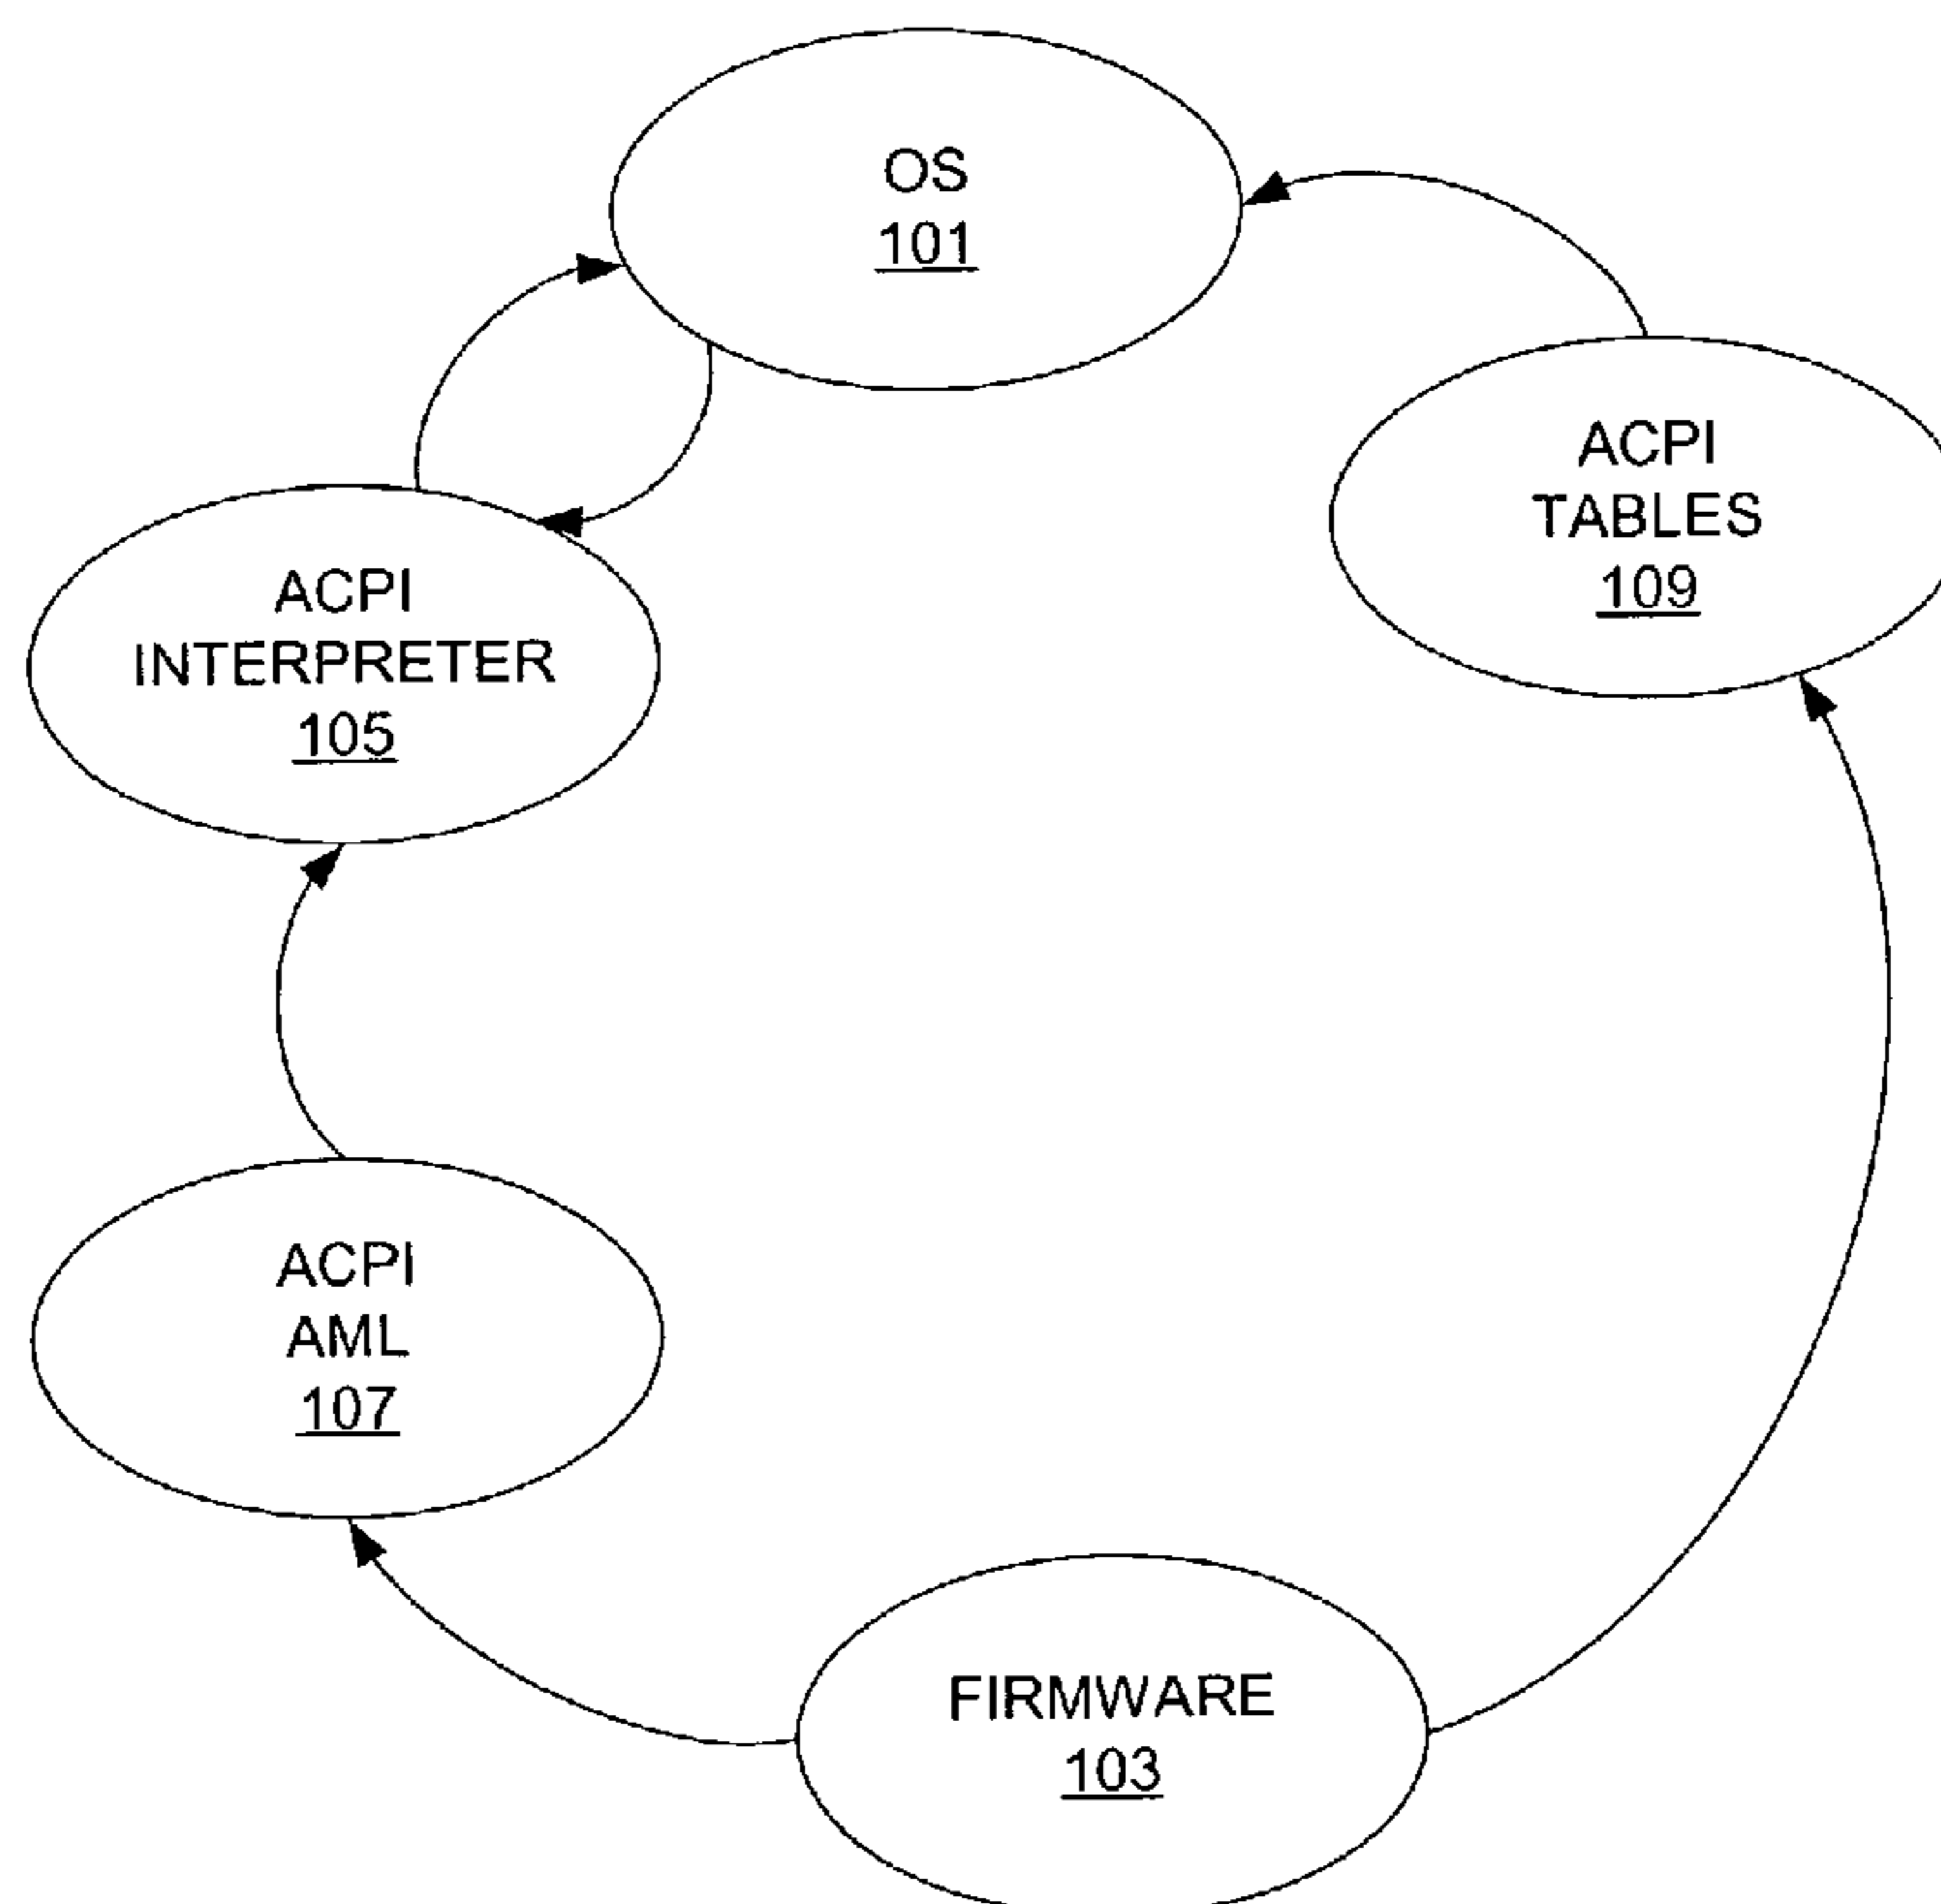 OS
101
ACPI
TABLES
109
ACPI
INTERPRETER
105
ACPI
AML
107
FIRMWARE
103